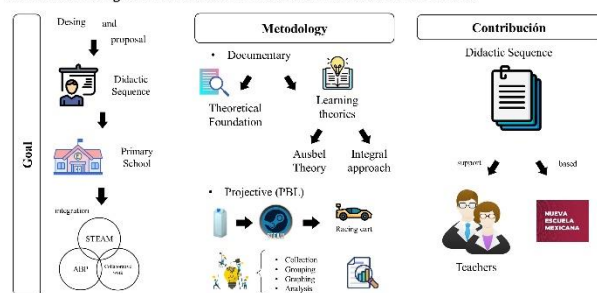 Goal
Desing and
proposal
Didactic
Sequence
Primary
School
integration
STEAM
ABP
Metodology
• Documentary
Theoretical
Foundation
Learning
theories
Ausbel
Theory
Integral
approach
• Projective (PBL)
Racing cart
• Collection
• Grouping
• Graphing
• Analysis
Contribución
Didactic Sequence
support
based
Teachers
NUEVA
ESCUELA
MEXICANA